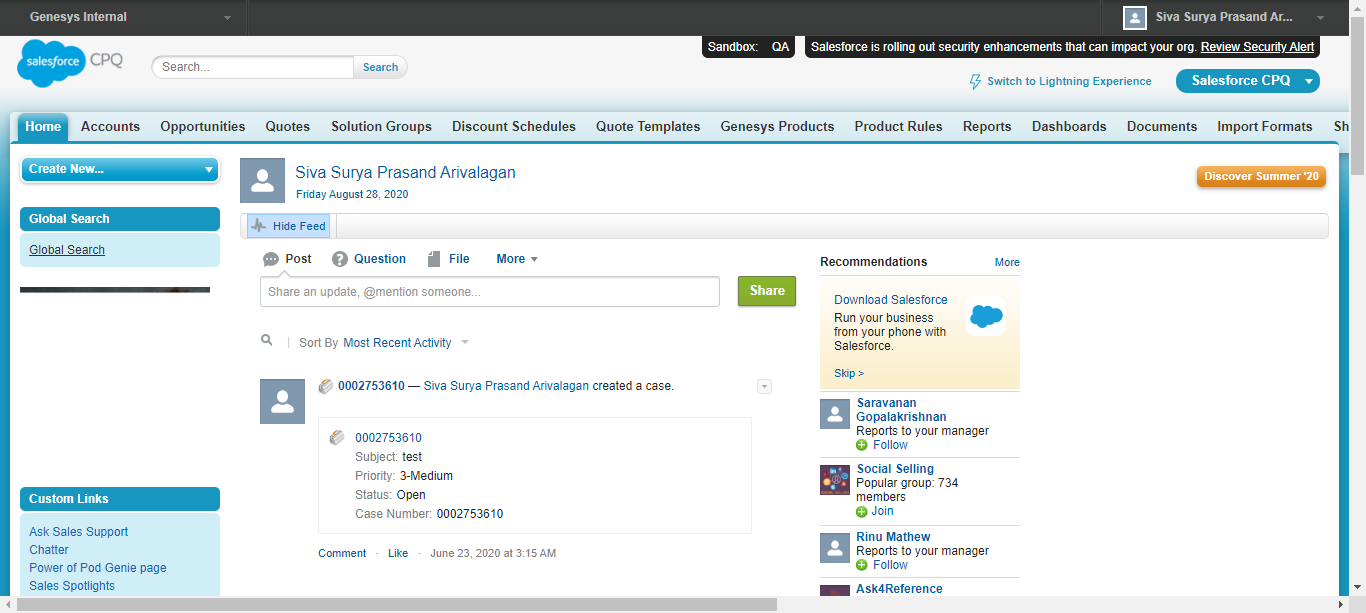 Genesys Internal
Siva Surya Prasand Ar...
salesforce CPQ
Search...
Search
Sandbox: QA
Salesforce is rolling out security enhancements that can impact your org. Review Security Alert
Switch to Lightning Experience
Salesforce CPQ
Home Accounts Opportunities Quotes Solution Groups Discount Schedules Quote Templates Genesys Products Product Rules Reports Dashboards Documents Import Formats Sh
Create New...
Global Search
Global Search
Custom Links
Ask Sales Support
Chatter
Power of Pod Genie page
Sales Spotlights
Siva Surya Prasand Arivalagan
Friday August 28, 2020
Discover Summer '20
Hide Feed
Post Question File More
Share an update, @mention someone...
Share
Sort By Most Recent Activity
0002753610 — Siva Surya Prasand Arivalagan created a case.
0002753610
Subject: test
Priority: 3-Medium
Status: Open
Case Number: 0002753610
Comment · Like · June 23, 2020 at 3:15 AM
Recommendations More
Download Salesforce
Run your business
from your phone with
Salesforce.
Skip >
Saravanan
Gopalakrishnan
Reports to your manager
Follow
Social Selling
Popular group: 734
members
Join
Rinu Mathew
Reports to your manager
Follow
Ask4Reference